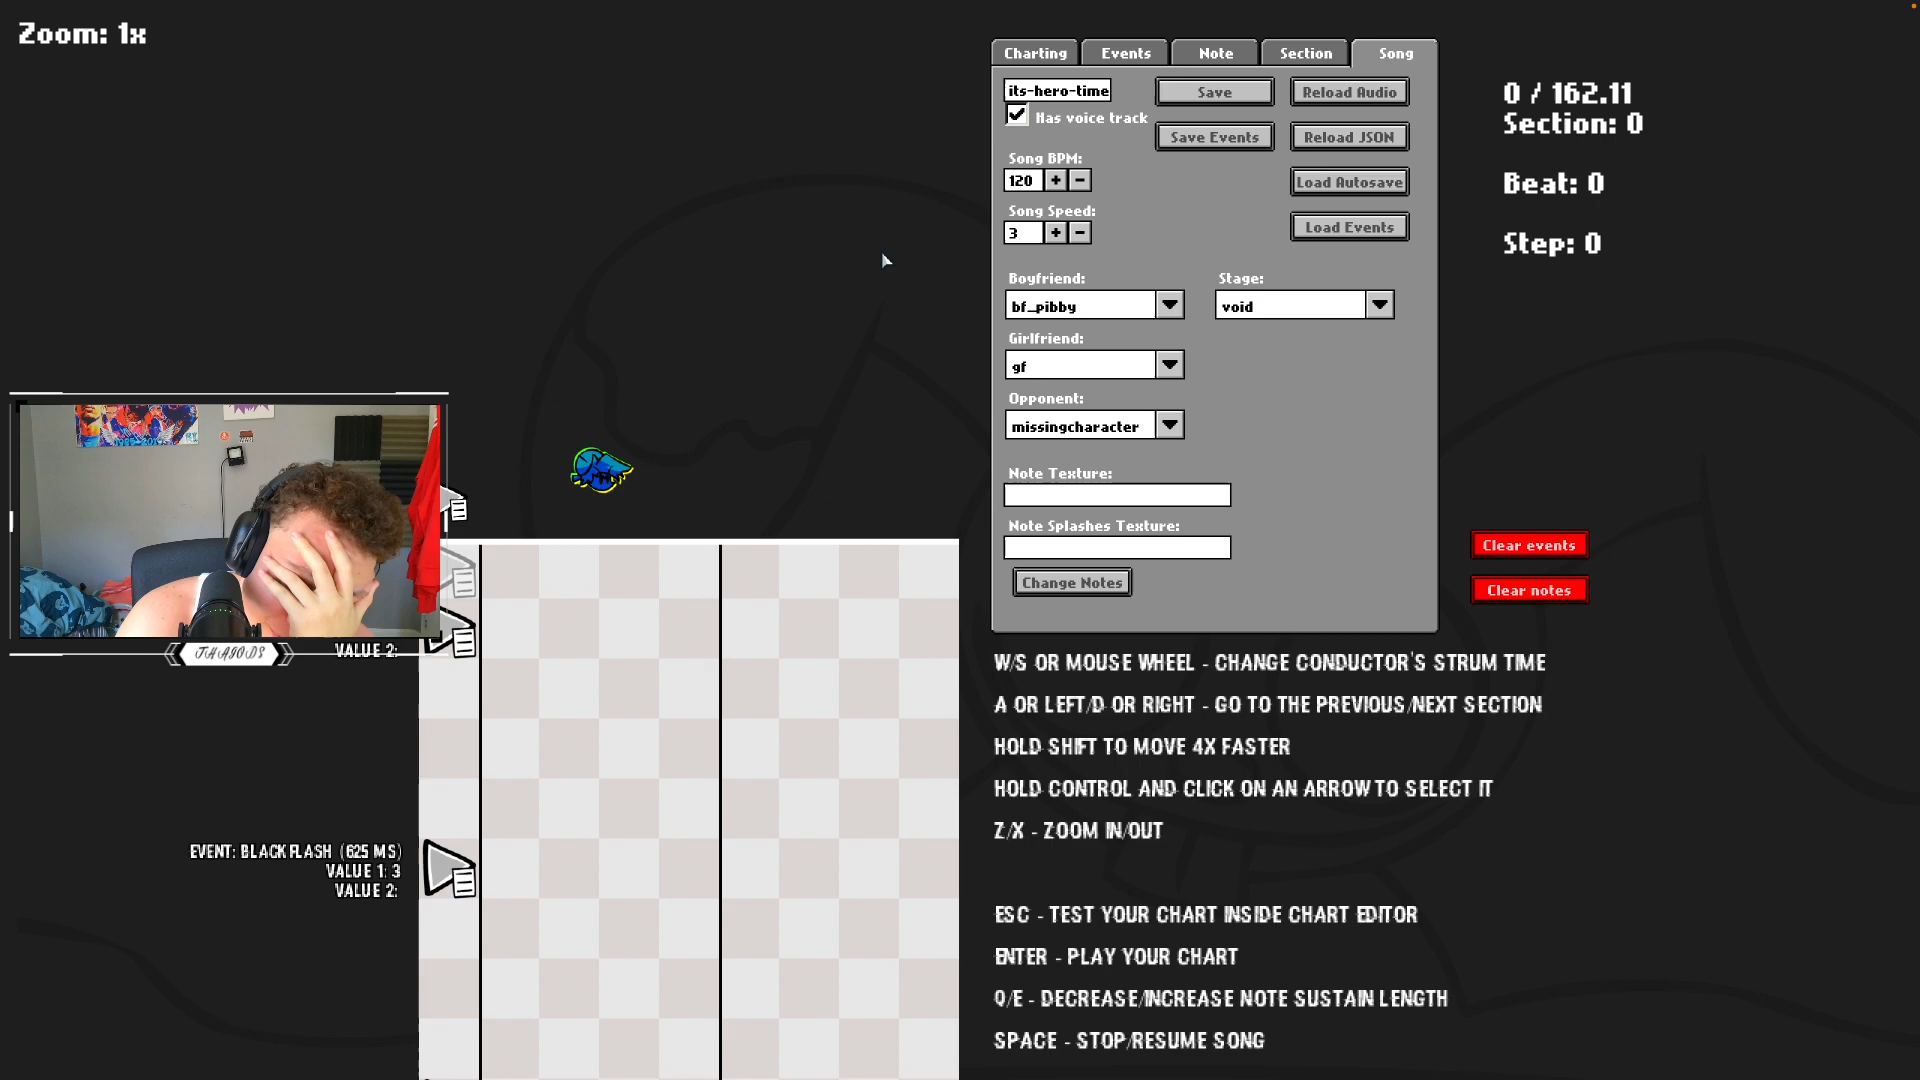 Zoom: 1x
Charting
Events
Note
Section
Song
its-hero-time
Save
Reload Audio
Has voice track
Save Events
Reload JSON
Song BPM:
120
+
-
Load Autosave
Song Speed:
3
+
-
Load Events
Boyfriend:
Stage:
bf_pibby
void
Girlfriend:
gf
Opponent:
missingcharacter
Note Texture:
Note Splashes Texture:
Change Notes
0 / 162.11
Section: 0
Beat: 0
Step: 0
Clear events
Clear notes
VALUE 2:
EVENT: BLACKFLASH (625 MS)
VALUE 1: 3
VALUE 2:
W/S OR MOUSE WHEEL - CHANGE CONDUCTOR'S STRUM TIME
A OR LEFT/D OR RIGHT - GO TO THE PREVIOUS/NEXT SECTION
HOLD SHIFT TO MOVE 4X FASTER
HOLD CONTROL AND CLICK ON AN ARROW TO SELECT IT
Z/X - ZOOM IN/OUT
ESC - TEST YOUR CHART INSIDE CHART EDITOR
ENTER - PLAY YOUR CHART
Q/E - DECREASE/INCREASE NOTE SUSTAIN LENGTH
SPACE - STOP/RESUME SONG